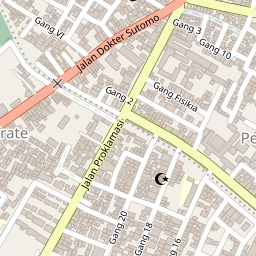 Gang VI
Jalan Dokter Sutomo
Gang 3
Gang 10
Gang Fisika
Gang 2
Jalan Proklamasi
Gang 20
Gang 18
Gang 16
rate
Pe